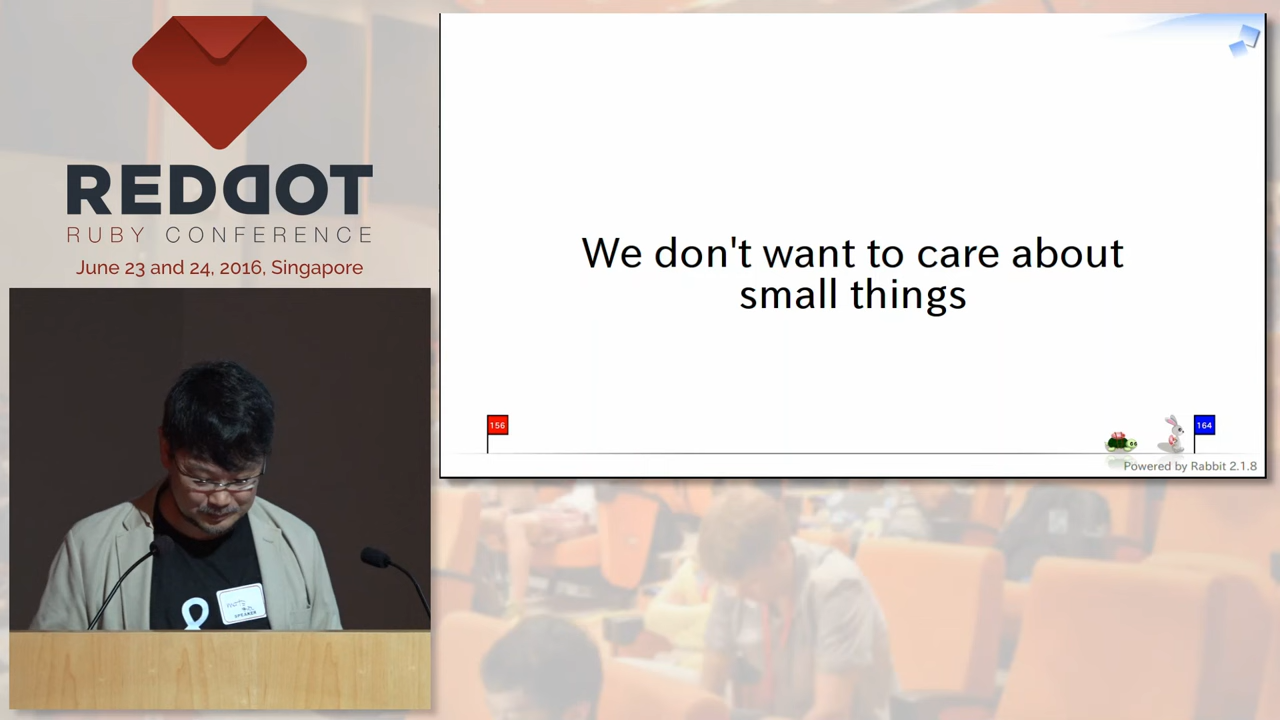 REDDOT
RUBY CONFERENCE
June 23 and 24, 2016, Singapore
We don't want to care about
small things
156
164
Powered by Rabbit 2.1.8
SPEAKER